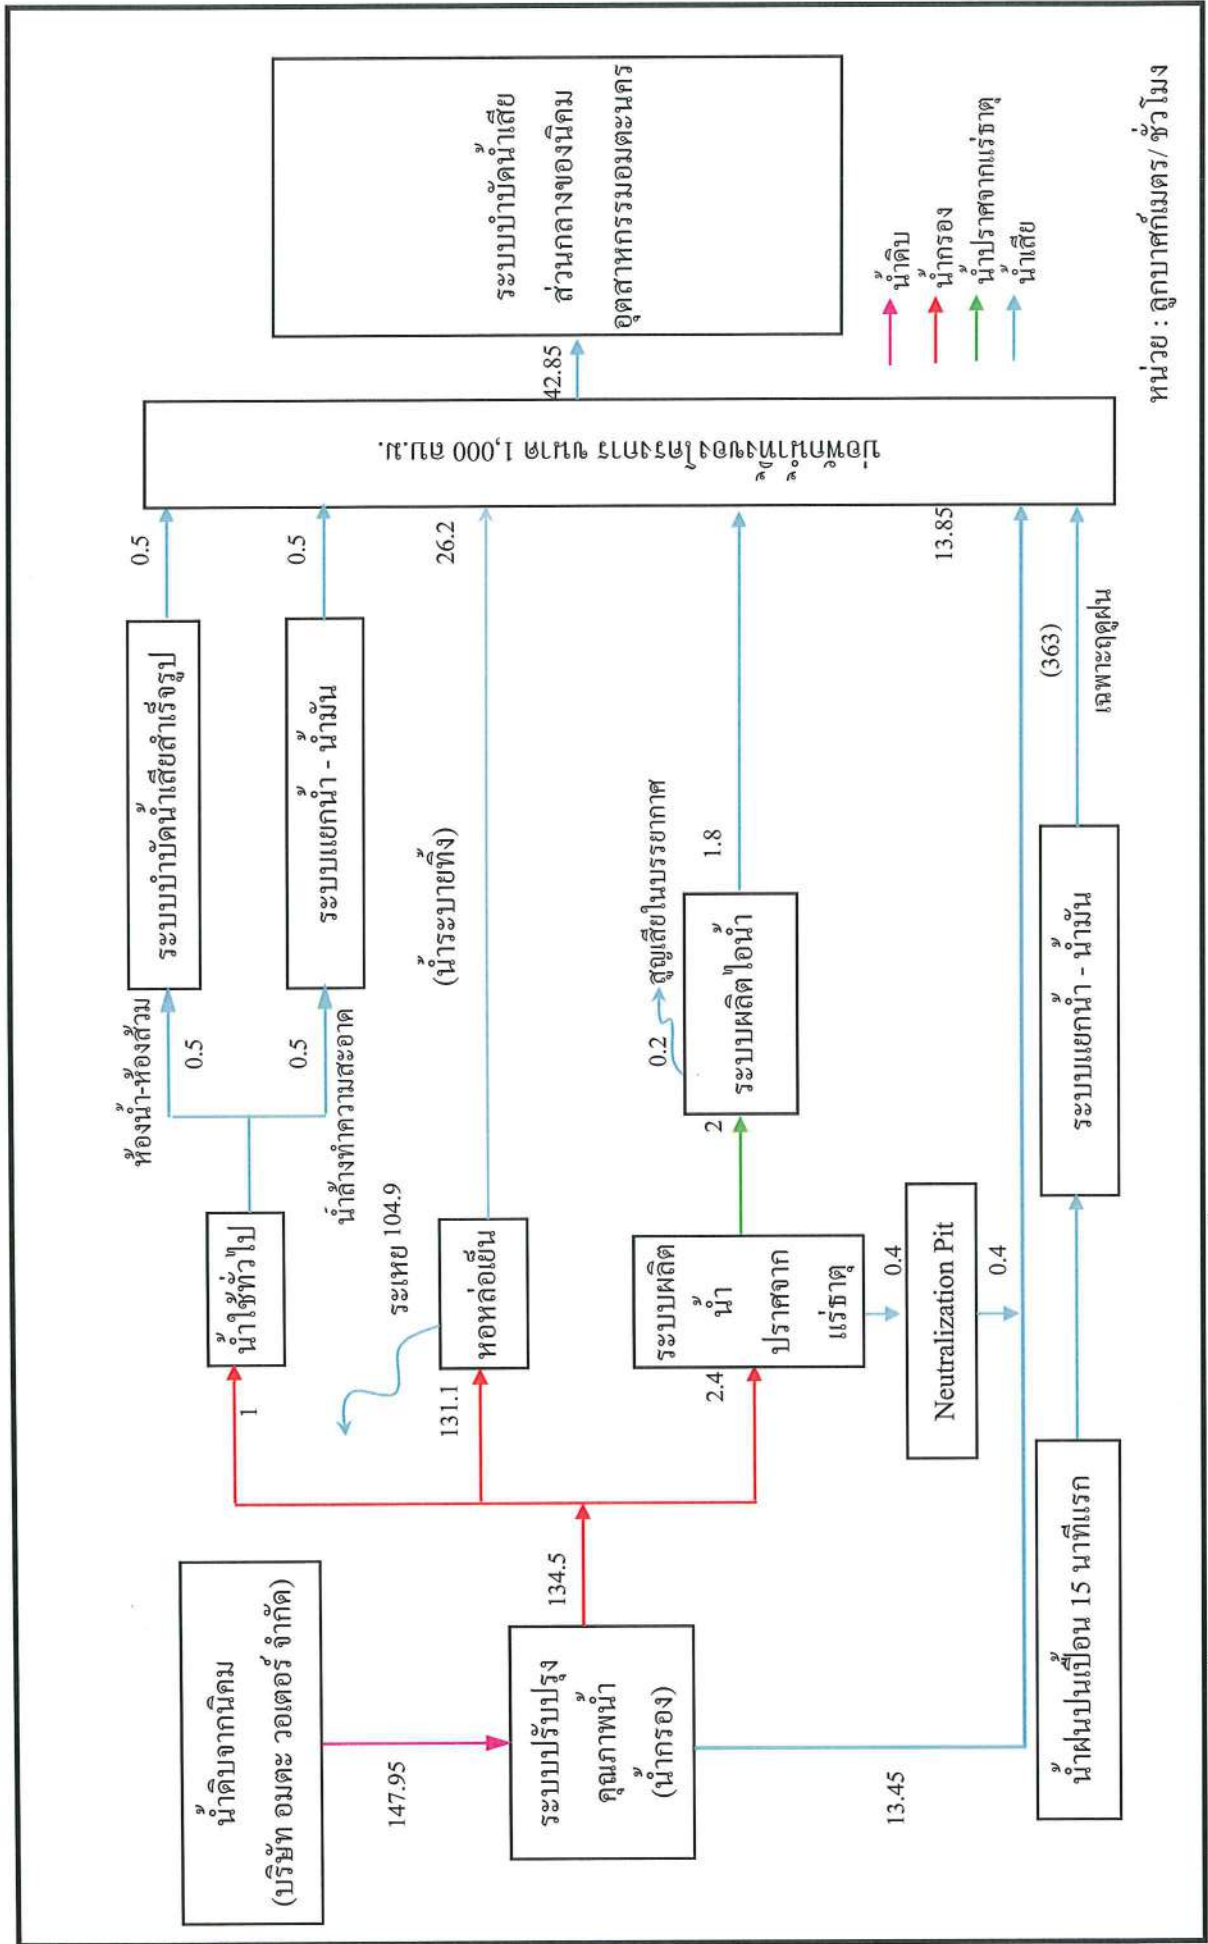 น้ำดิบจากนิคม
(บริษัท อมตะ วอเตอร์ จำกัด)
147.95
ระบบปรับปรุง
คุณภาพน้ำ
(น้ำกรอง)
134.5
13.45
น้ำฝนปนเปื้อน 15 นาทีแรก
1
น้ำใช้ทั่วไป
ห้องน้ำ-ห้องส้วม
0.5
ระบบบำบัดน้ำเสียสำเร็จรูป
0.5
0.5
น้ำล้างทำความสะอาด
ระบบแยกน้ำ - น้ำมัน
0.5
ระเหย 104.9
131.1
หอหล่อเย็น
(น้ำระบายทิ้ง)
26.2
2.4
ระบบผลิต
น้ำ
ปราศจาก
แร่ธาตุ
2
0.2
สูญเสียในบรรยากาศ
ระบบผลิตไอน้ำ
1.8
0.4
Neutralization Pit
0.4
13.85
ระบบแยกน้ำ - น้ำมัน
(363)
เฉพาะฤดูฝน
บ่อพักน้ำทิ้งของโครงการ ขนาด 1,000 ลบ.ม.
42.85
ระบบบำบัดน้ำเสีย
ส่วนกลางของนิคม
อุตสาหกรรมอมตะนคร
น้ำดิบ
น้ำกรอง
น้ำปราศจากแร่ธาตุ
น้ำเสีย
หน่วย : ลูกบาศก์เมตร/ ชั่วโมง